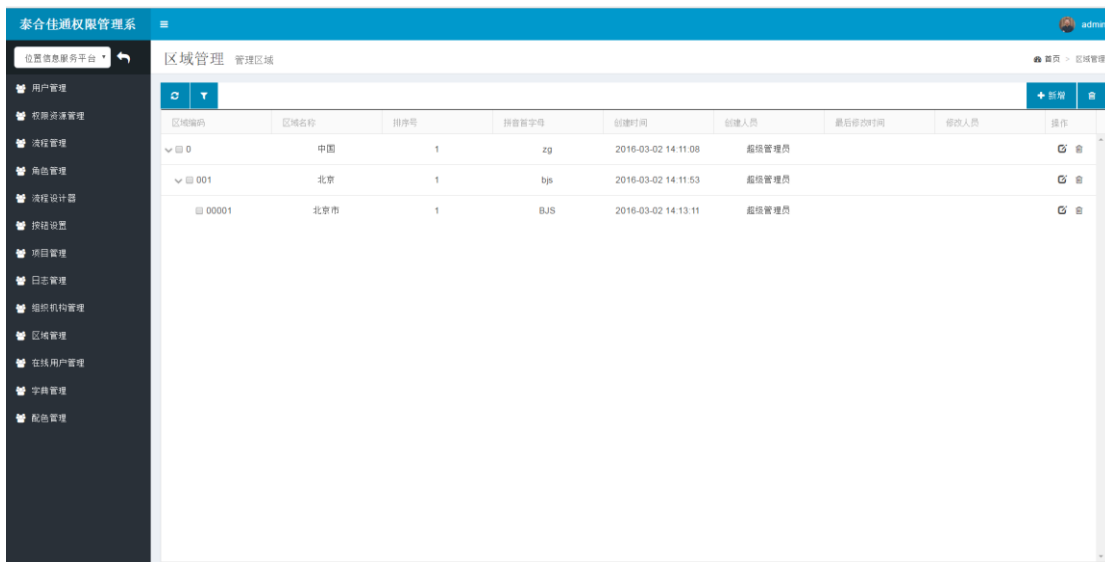 泰合佳通权限管理系
admin
位置信息服务平台
区域管理 管理区域
首页 > 区域管理
用户管理
权限资源管理
流程管理
角色管理
流程设计器
按钮设置
项目管理
日志管理
组织机构管理
区域管理
在线用户管理
字典管理
配色管理
新增
区域编码 区域名称 排序号 拼音首字母 创建时间 创建人员 最后修改时间 修改人员 操作
0 中国 1 zg 2016-03-02 14:11:08 超级管理员
001 北京 1 bjs 2016-03-02 14:11:53 超级管理员
00001 北京市 1 BJS 2016-03-02 14:13:11 超级管理员